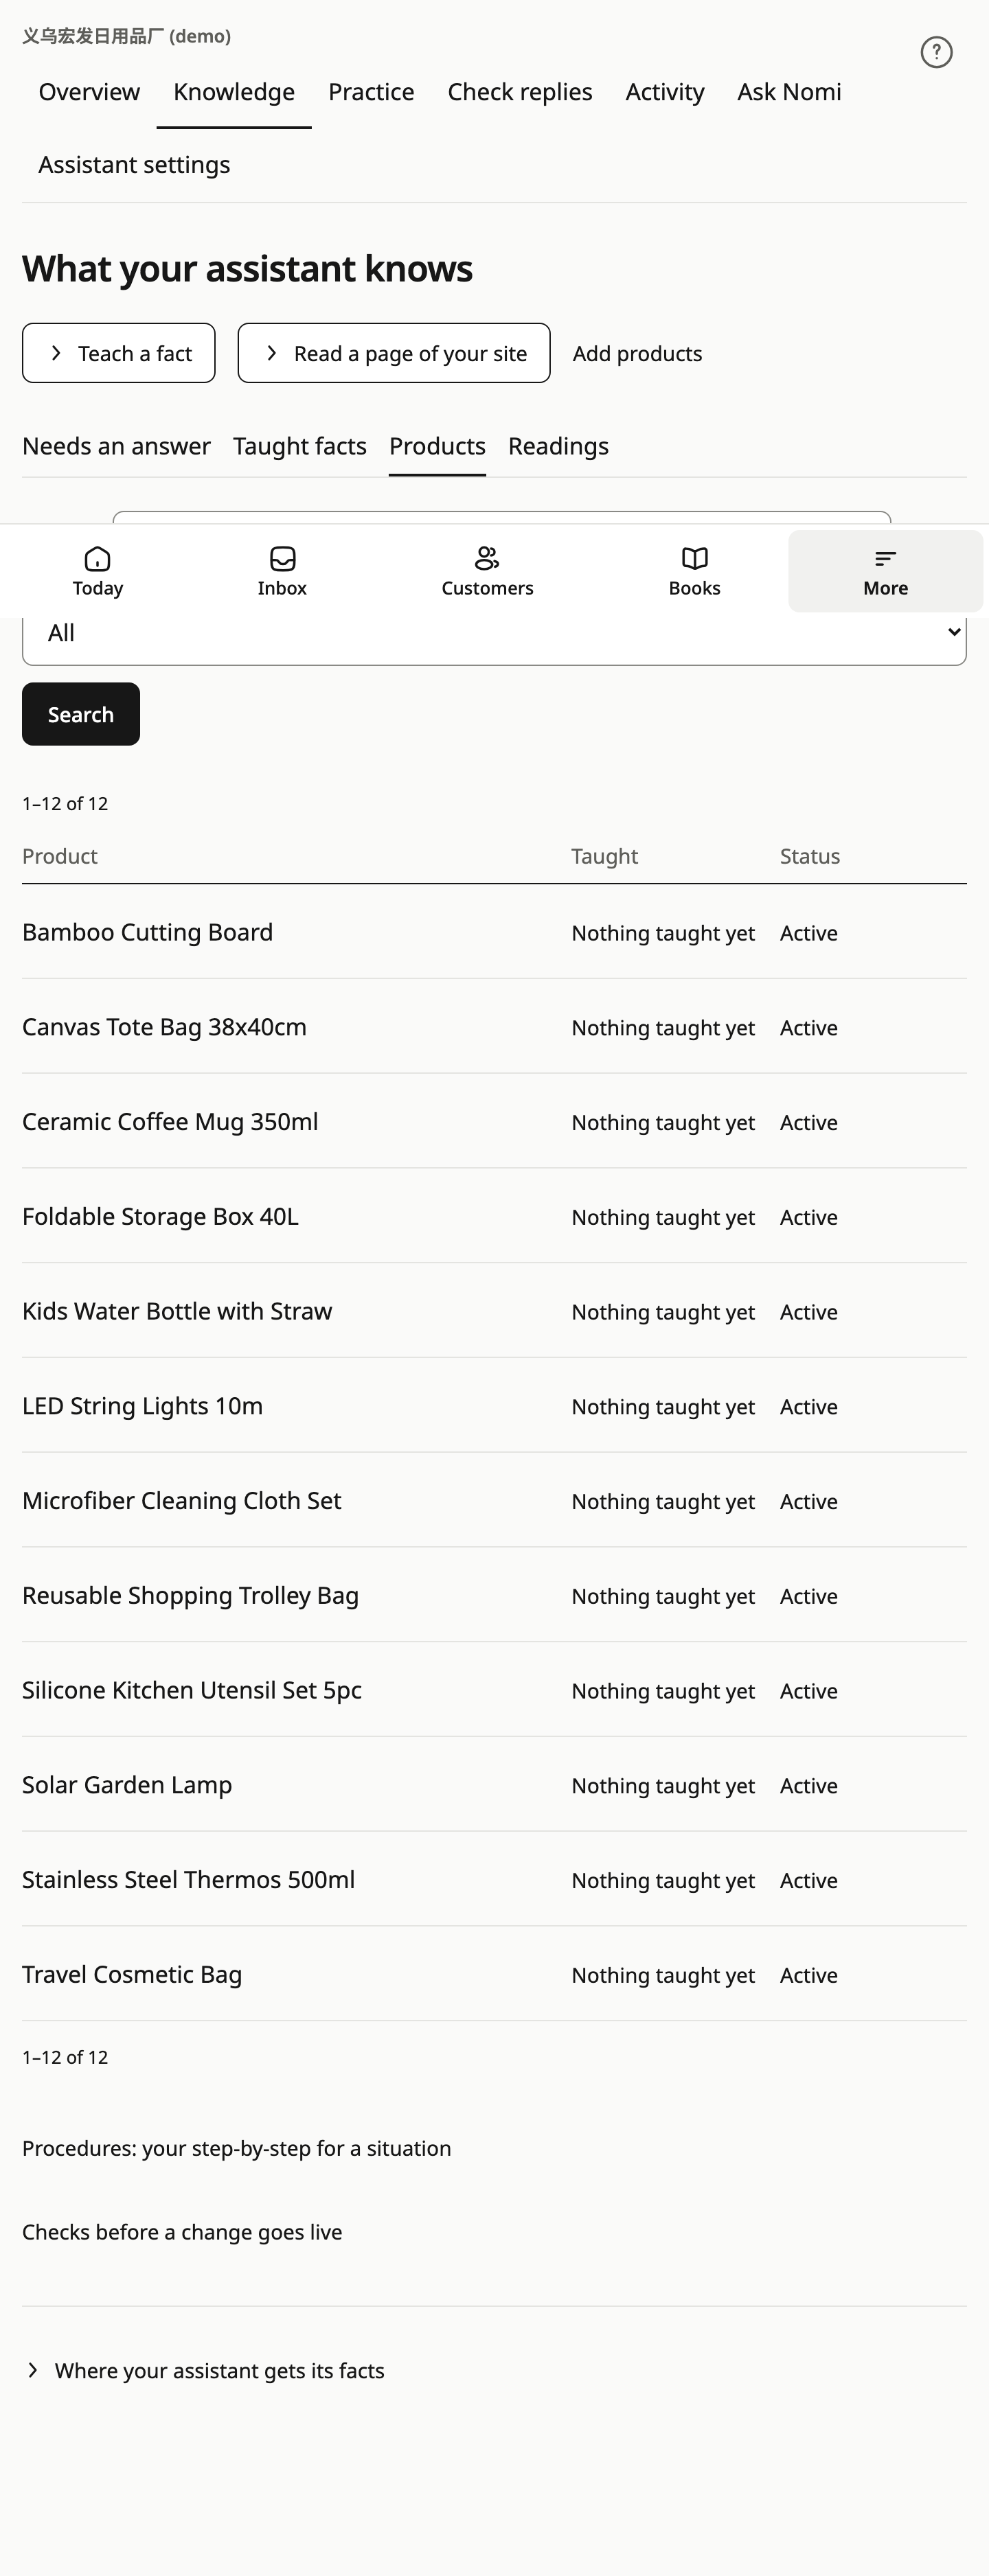 义乌宏发日用品厂 (demo)
Overview Knowledge Practice Check replies Activity Ask Nomi
Assistant settings
What your assistant knows
Teach a fact Read a page of your site Add products
Needs an answer Taught facts Products Readings
Today Inbox Customers Books More
All
Search
1–12 of 12
Product Taught Status
Bamboo Cutting Board Nothing taught yet Active
Canvas Tote Bag 38x40cm Nothing taught yet Active
Ceramic Coffee Mug 350ml Nothing taught yet Active
Foldable Storage Box 40L Nothing taught yet Active
Kids Water Bottle with Straw Nothing taught yet Active
LED String Lights 10m Nothing taught yet Active
Microfiber Cleaning Cloth Set Nothing taught yet Active
Reusable Shopping Trolley Bag Nothing taught yet Active
Silicone Kitchen Utensil Set 5pc Nothing taught yet Active
Solar Garden Lamp Nothing taught yet Active
Stainless Steel Thermos 500ml Nothing taught yet Active
Travel Cosmetic Bag Nothing taught yet Active
1–12 of 12
Procedures: your step-by-step for a situation
Checks before a change goes live
Where your assistant gets its facts